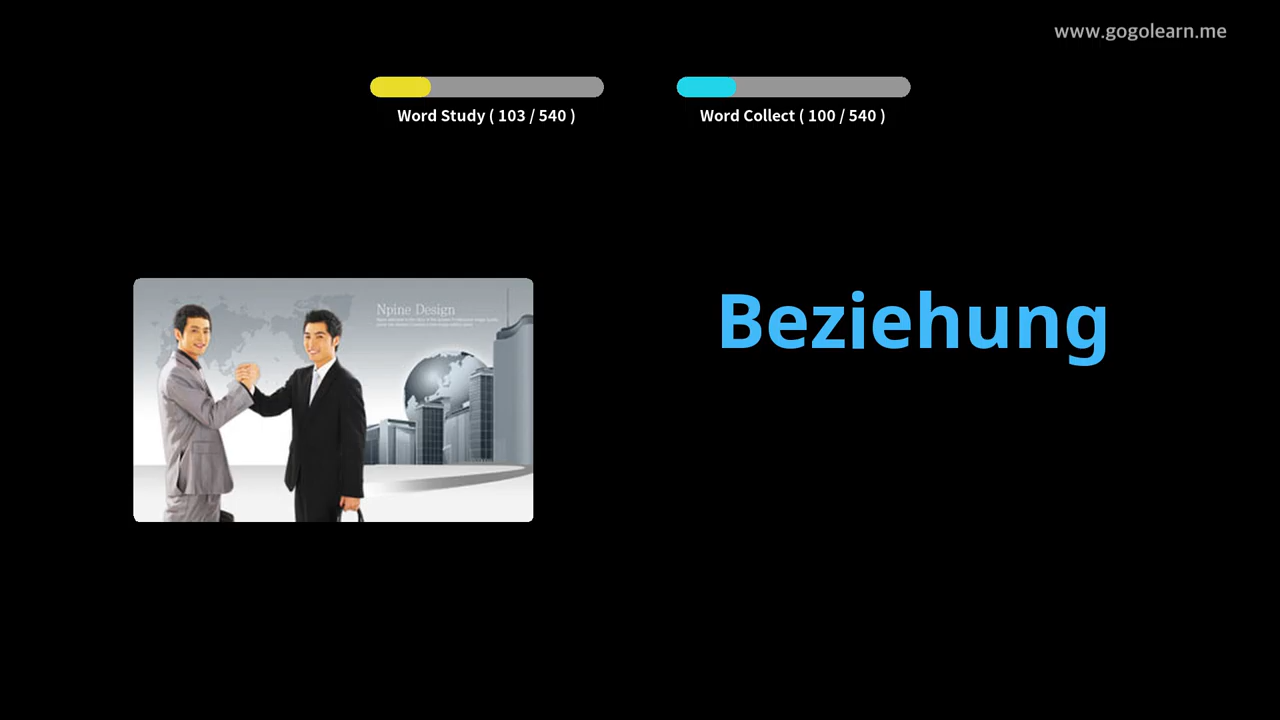 www.gogolearn.me
Word Study ( 103 / 540 )
Word Collect ( 100 / 540 )
Npine Design
Beziehung